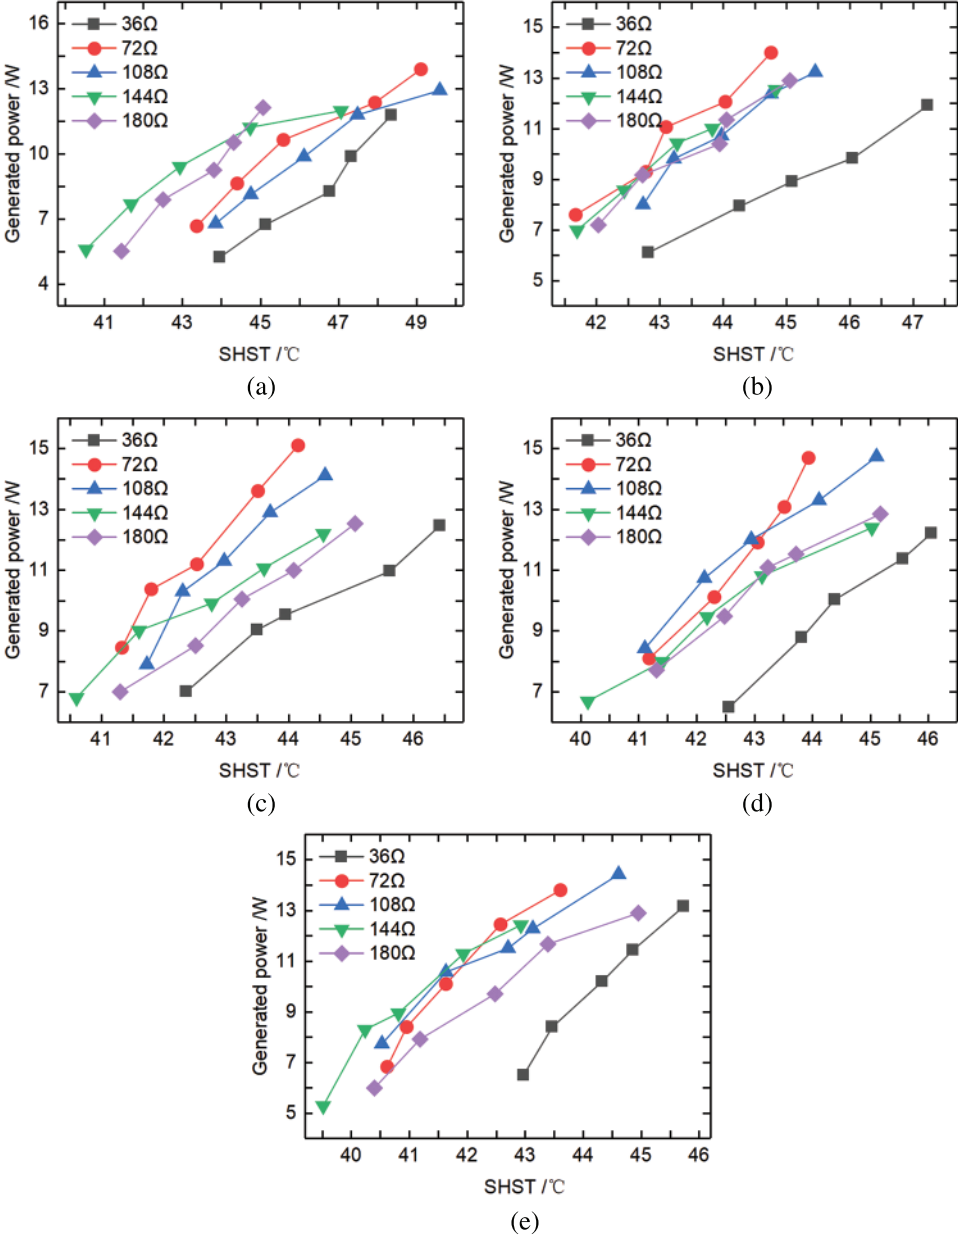 16
13
10
7
4
Generated power /W
36Ω
72Ω
108Ω
144Ω
180Ω
41 43 45 47 49
SHST /℃
(a)
15
13
11
9
7
5
Generated power /W
36Ω
72Ω
108Ω
144Ω
180Ω
42 43 44 45 46 47
SHST /℃
(b)
15
13
11
9
7
Generated power /W
36Ω
72Ω
108Ω
144Ω
180Ω
41 42 43 44 45 46
SHST /℃
(c)
15
13
11
9
7
Generated power /W
36Ω
72Ω
108Ω
144Ω
180Ω
40 41 42 43 44 45 46
SHST /℃
(d)
15
13
11
9
7
5
Generated power /W
36Ω
72Ω
108Ω
144Ω
180Ω
40 41 42 43 44 45 46
SHST /℃
(e)